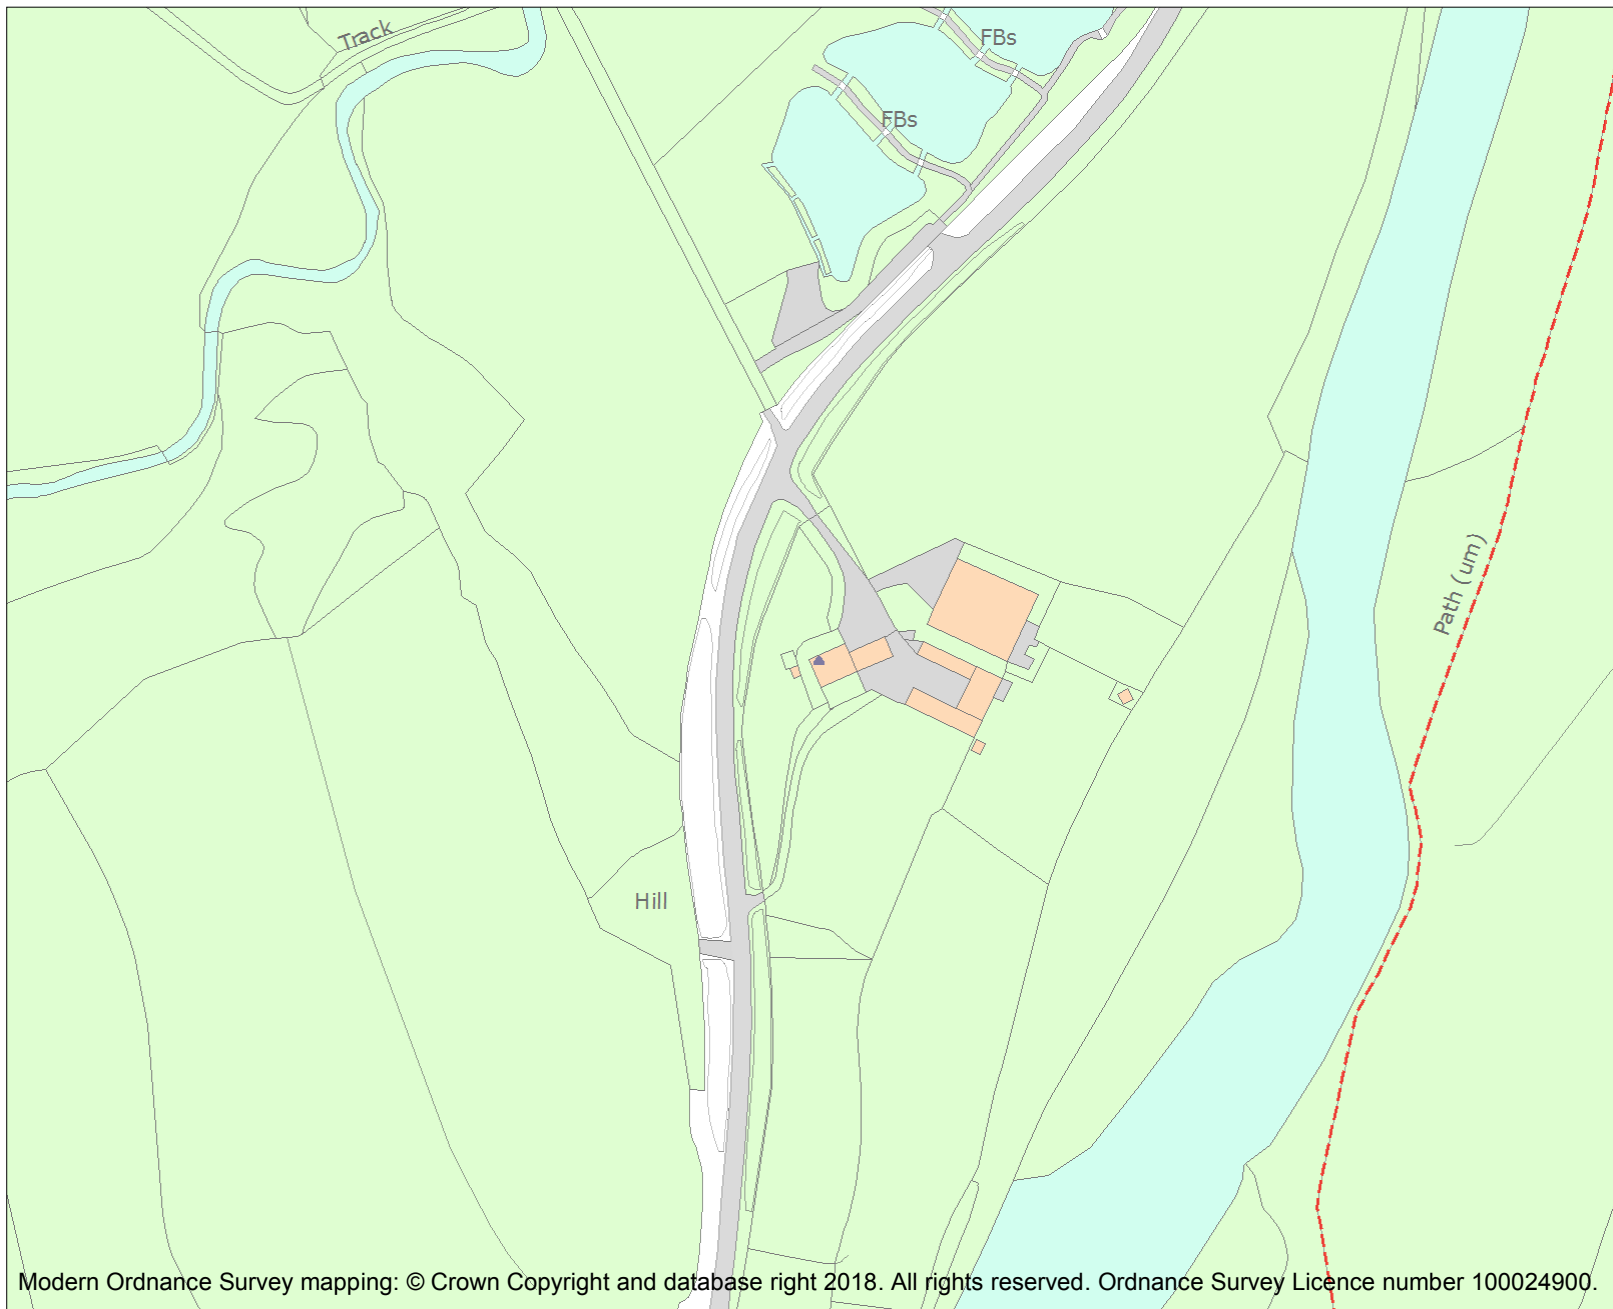 Track
FBs
FBs
Path (um)
Hill
Modern Ordnance Survey mapping: © Crown Copyright and database right 2018. All rights reserved. Ordnance Survey Licence number 100024900.